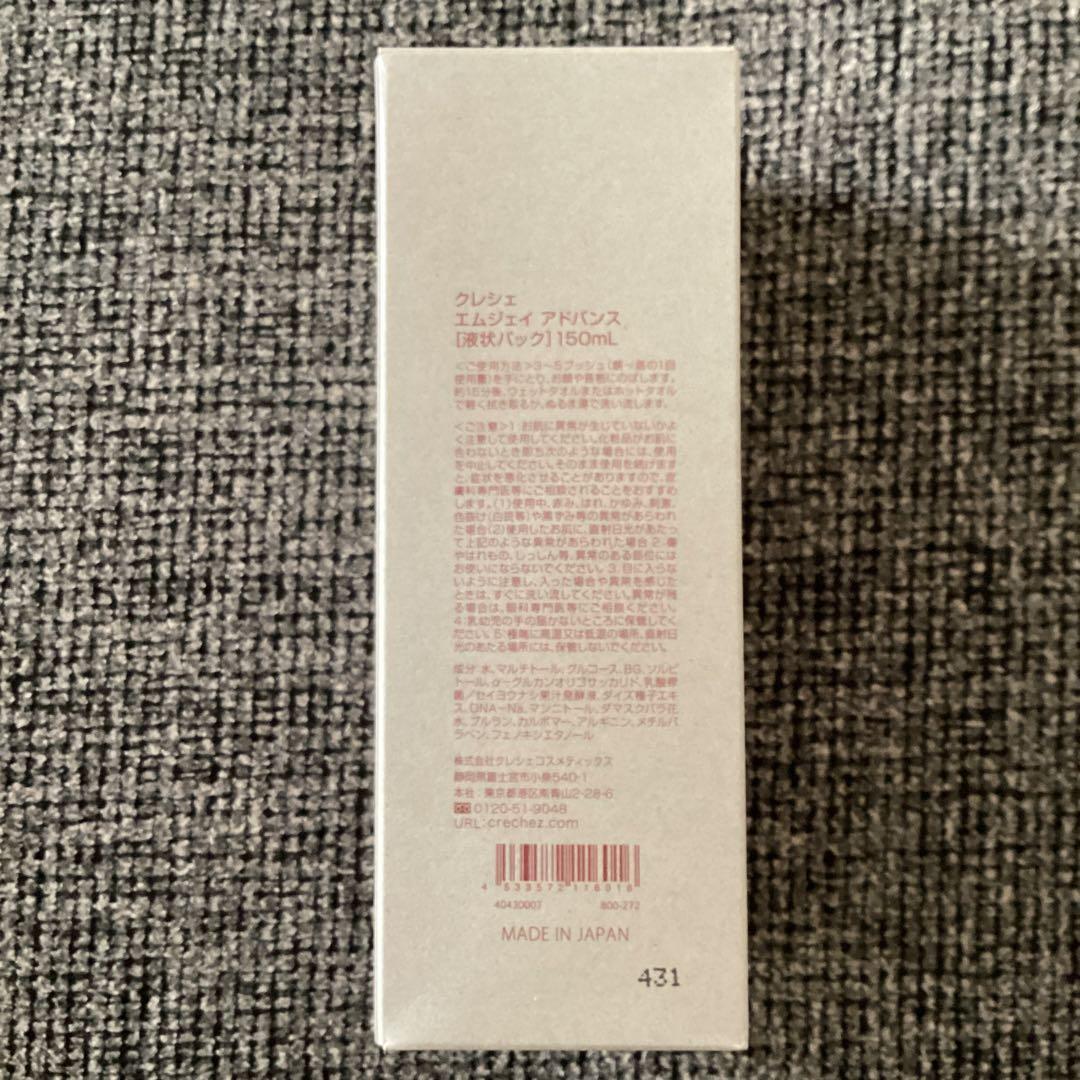 クレシェ
エムジェイ アドバンス
[液状パック]150mL
<ご使用方法>3〜5プッシュ(額〜首の1回
使用量)を手にとり、お顔や首筋にのばします。
約15分後、ウェットタオルまたはホットタオル
で軽く拭き取るか、ぬるま湯で洗い流します。
<ご注意>1.お肌に異常が生じていないかよ
く注意して使用してください。化粧品がお肌に
合わないとき即ち次のような場合には、使用
を中止してください。そのまま使用を続けます
と、症状を悪化させることがありますので、皮
膚科専門医等にご相談されることをおすすめ
します。(1)使用中、赤み、はれ、かゆみ、刺激、
色抜け(白斑等)や黒ずみ等の異常があらわれ
た場合(2)使用したお肌に、直射日光があたっ
て上記のような異常があらわれた場合 2.傷
やはれもの、しっしん等、異常のある部位には
お使いにならないでください。3.目に入らな
いように注意し、入った場合や異常を感じた
ときは、すぐに洗い流してください。異常が残
る場合は、眼科専門医等にご相談ください。
4.乳幼児の手の届かないところに保管してく
ださい。5.極端に高温又は低温の場所、直射日
光のあたる場所には、保管しないでください。
成分:水、マルチトール、グルコース、BG、ソルビ
トール、α-グルカンオリゴサッカリド、乳酸桿
菌/セイヨウナシ果汁発酵液、ダイズ種子エキ
ス、DNA-Na、マンニトール、ダマスクバラ花
水、プルラン、カルボマー、アルギニン、メチルパ
ラベン、フェノキシエタノール
株式会社クレシェコスメティックス
静岡県富士宮市小泉540-1
本社:東京都港区南青山2-28-6
0120-51-9048
URL:crechez.com
4 533572 116018
40430007 800-272
MADE IN JAPAN
431